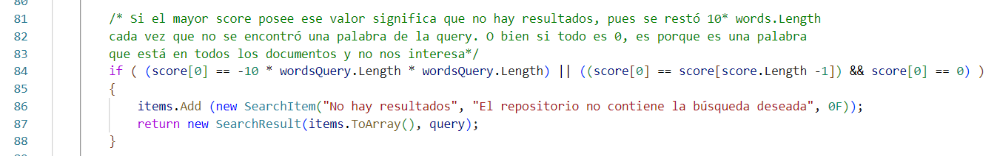 80
81 /* Si el mayor score posee ese valor significa que no hay resultados, pues se restó 10* words.Length
82 cada vez que no se encontró una palabra de la query. O bien si todo es 0, es porque es una palabra
83 que está en todos los documentos y no nos interesa*/
84 if ( (score[0] == -10 * wordsQuery.Length * wordsQuery.Length) || ((score[0] == score[score.Length -1]) && score[0] == 0) )
85 {
86 items.Add (new SearchItem("No hay resultados", "El repositorio no contiene la búsqueda deseada", 0F));
87 return new SearchResult(items.ToArray(), query);
88 }